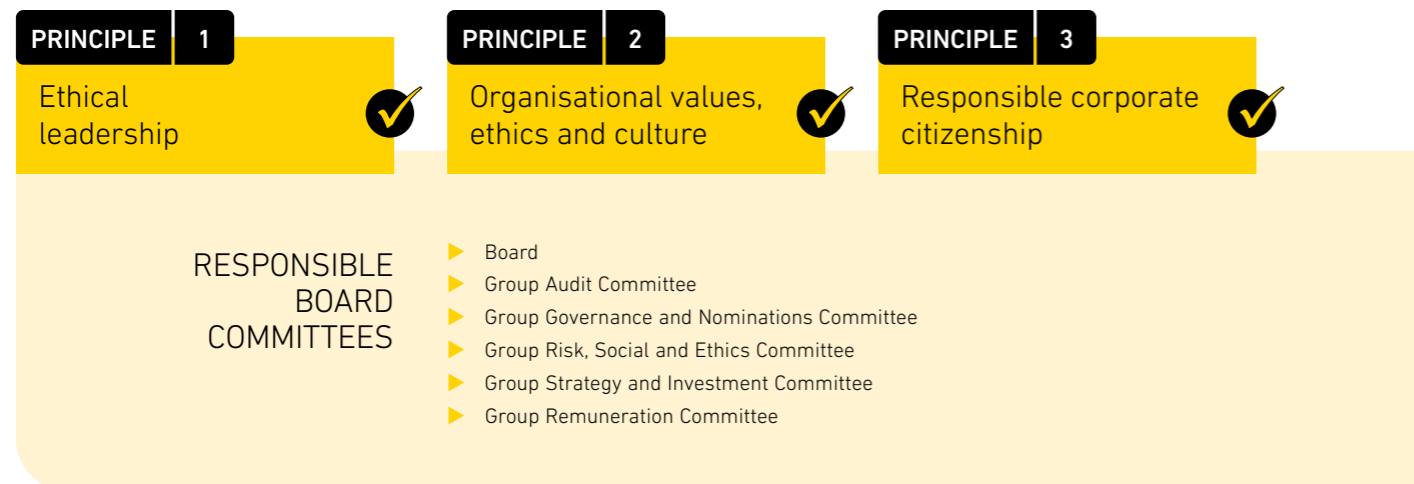 PRINCIPLE 1
Ethical
leadership
PRINCIPLE 2
Organisational values,
ethics and culture
PRINCIPLE 3
Responsible corporate
citizenship
RESPONSIBLE
BOARD
COMMITTEES
Board
Group Audit Committee
Group Governance and Nominations Committee
Group Risk, Social and Ethics Committee
Group Strategy and Investment Committee
Group Remuneration Committee